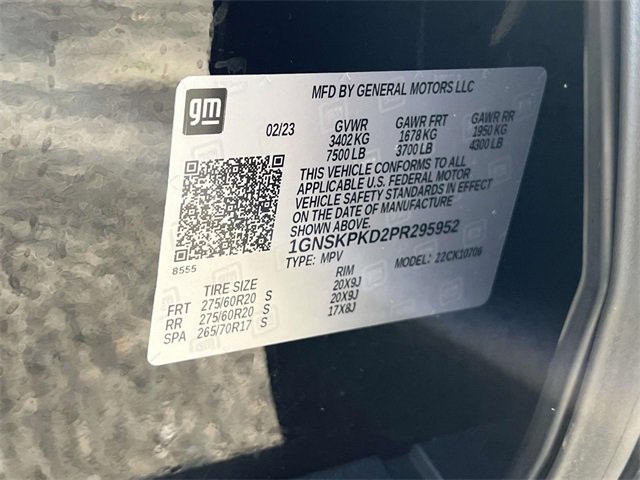 gm
MFD BY GENERAL MOTORS LLC
02/23 GVWR GAWR FRT GAWR RR
3402 KG 1678 KG 1950 KG
7500 LB 3700 LB 4300 LB
THIS VEHICLE CONFORMS TO ALL
APPLICABLE U.S. FEDERAL MOTOR
VEHICLE SAFETY STANDARDS IN EFFECT
ON THE DATE OF MANUFACTURE
SHOWN ABOVE.
1GNSKPKD2PR295952
8555 TYPE: MPV MODEL: 22CK10706
TIRE SIZE RIM
FRT 275/60R20 S 20X9J
RR 275/60R20 S 20X9J
SPA 265/70R17 S 17X8J